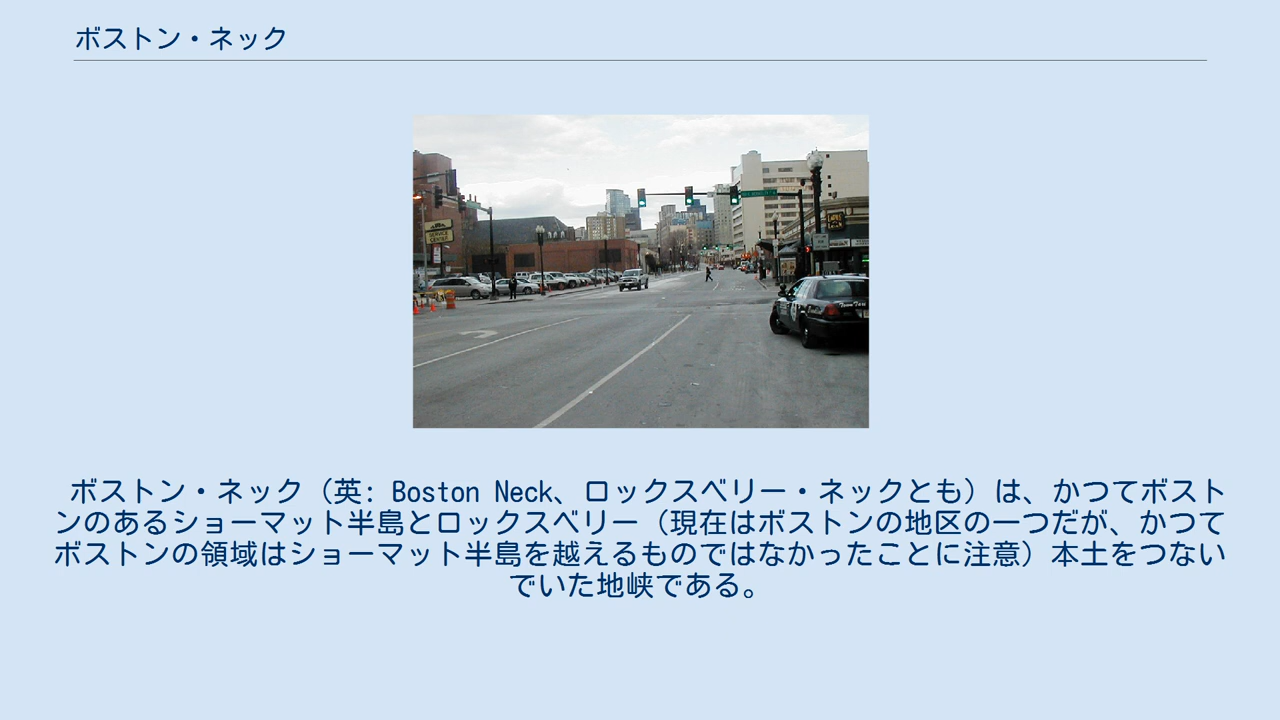 ボストン・ネック
ボストン・ネック（英: Boston Neck、ロックスベリー・ネックとも）は、かつてボスト
ンのあるショーマット半島とロックスベリー（現在はボストンの地区の一つだが、かつて
ボストンの領域はショーマット半島を越えるものではなかったことに注意）本土をつない
でいた地峡である。